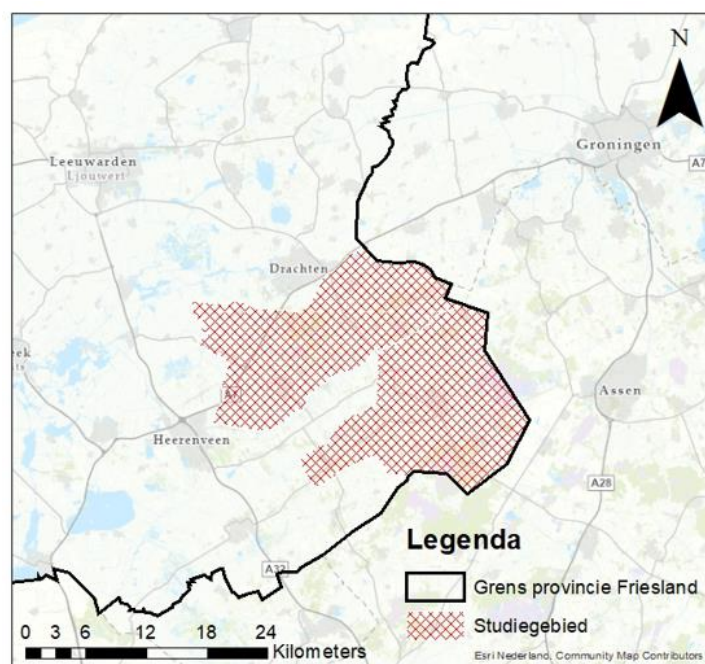 N
Groningen
A7
Leeuwarden
Ljouwert
Drachten
A7
Heerenveen
Assen
A28
A32
Legenda
Grens provincie Friesland
Studiegebied
0 3 6 12 18 24
Kilometers
Esri Nederland, Community Map Contributors